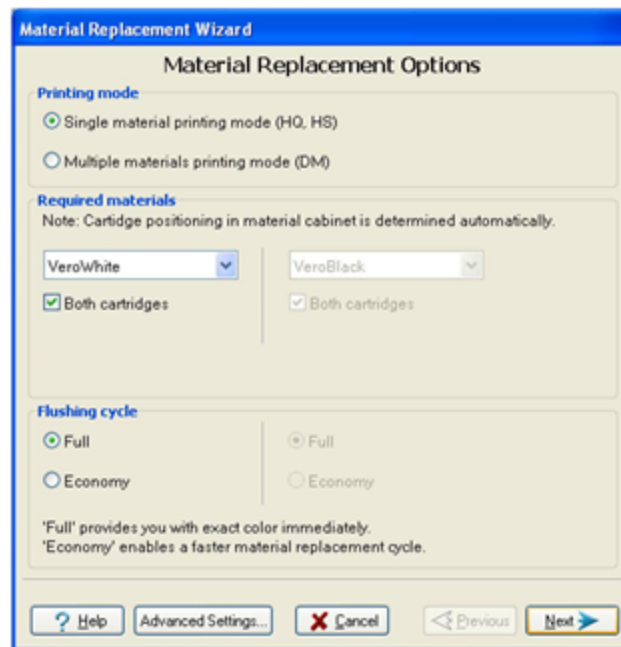 Material Replacement Wizard
Material Replacement Options
Printing mode
Single material printing mode (HQ, HS)
Multiple materials printing mode (DM)
Required materials
Note: Cartidge positioning in material cabinet is determined automatically.
VeroWhite VeroBlack
Both cartridges Both cartridges
Flushing cycle
Full Full
Economy Economy
'Full' provides you with exact color immediately.
'Economy' enables a faster material replacement cycle.
? Help Advanced Settings... Cancel Previous Next